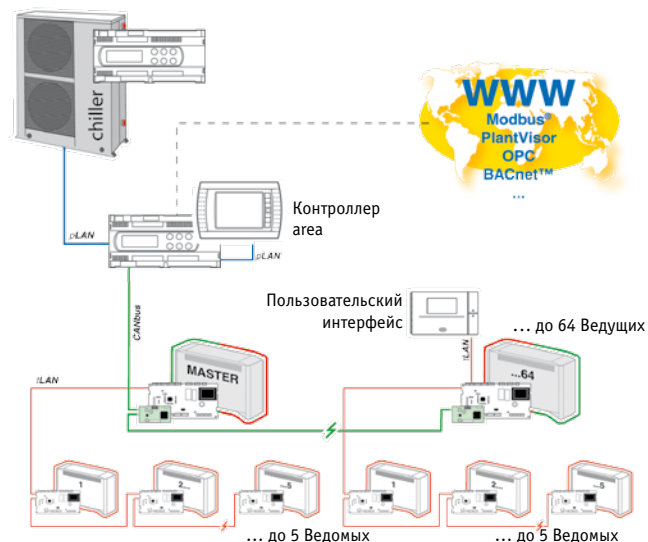 chiller
WWW
Modbus®
PlantVisor
OPC
BACnet™
...
pLAN
Контроллер
area
pLAN
CANbus
Пользовательский
интерфейс
... до 64 Ведущих
tLAN
MASTER
tLAN
...64
1
2...
...5
1
2...
...5
... до 5 Ведомых
... до 5 Ведомых